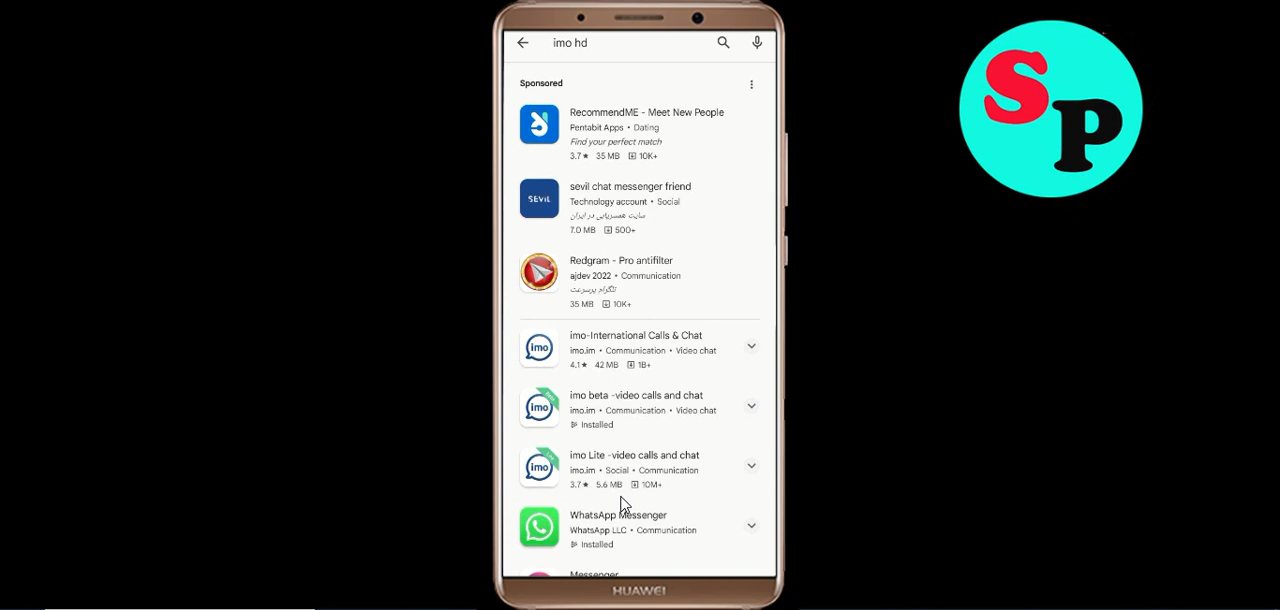 imo hd
Sponsored
RecommendME - Meet New People
Pentabit Apps • Dating
Find your perfect match
3.7★ 35 MB 10K+
SEVIL
sevil chat messenger friend
Technology account • Social
سایت همسریابی در ایران
7.0 MB 500+
Redgram - Pro antifilter
ajdev 2022 • Communication
تلگرام پرسرعت
35 MB 10K+
imo
imo-International Calls & Chat
imo.im • Communication • Video chat
4.1★ 42 MB 1B+
imo
imo beta -video calls and chat
imo.im • Communication • Video chat
Installed
imo
imo Lite -video calls and chat
imo.im • Social • Communication
3.7★ 5.6 MB 10M+
WhatsApp Messenger
WhatsApp LLC • Communication
Installed
Messenger
HUAWEI
SP